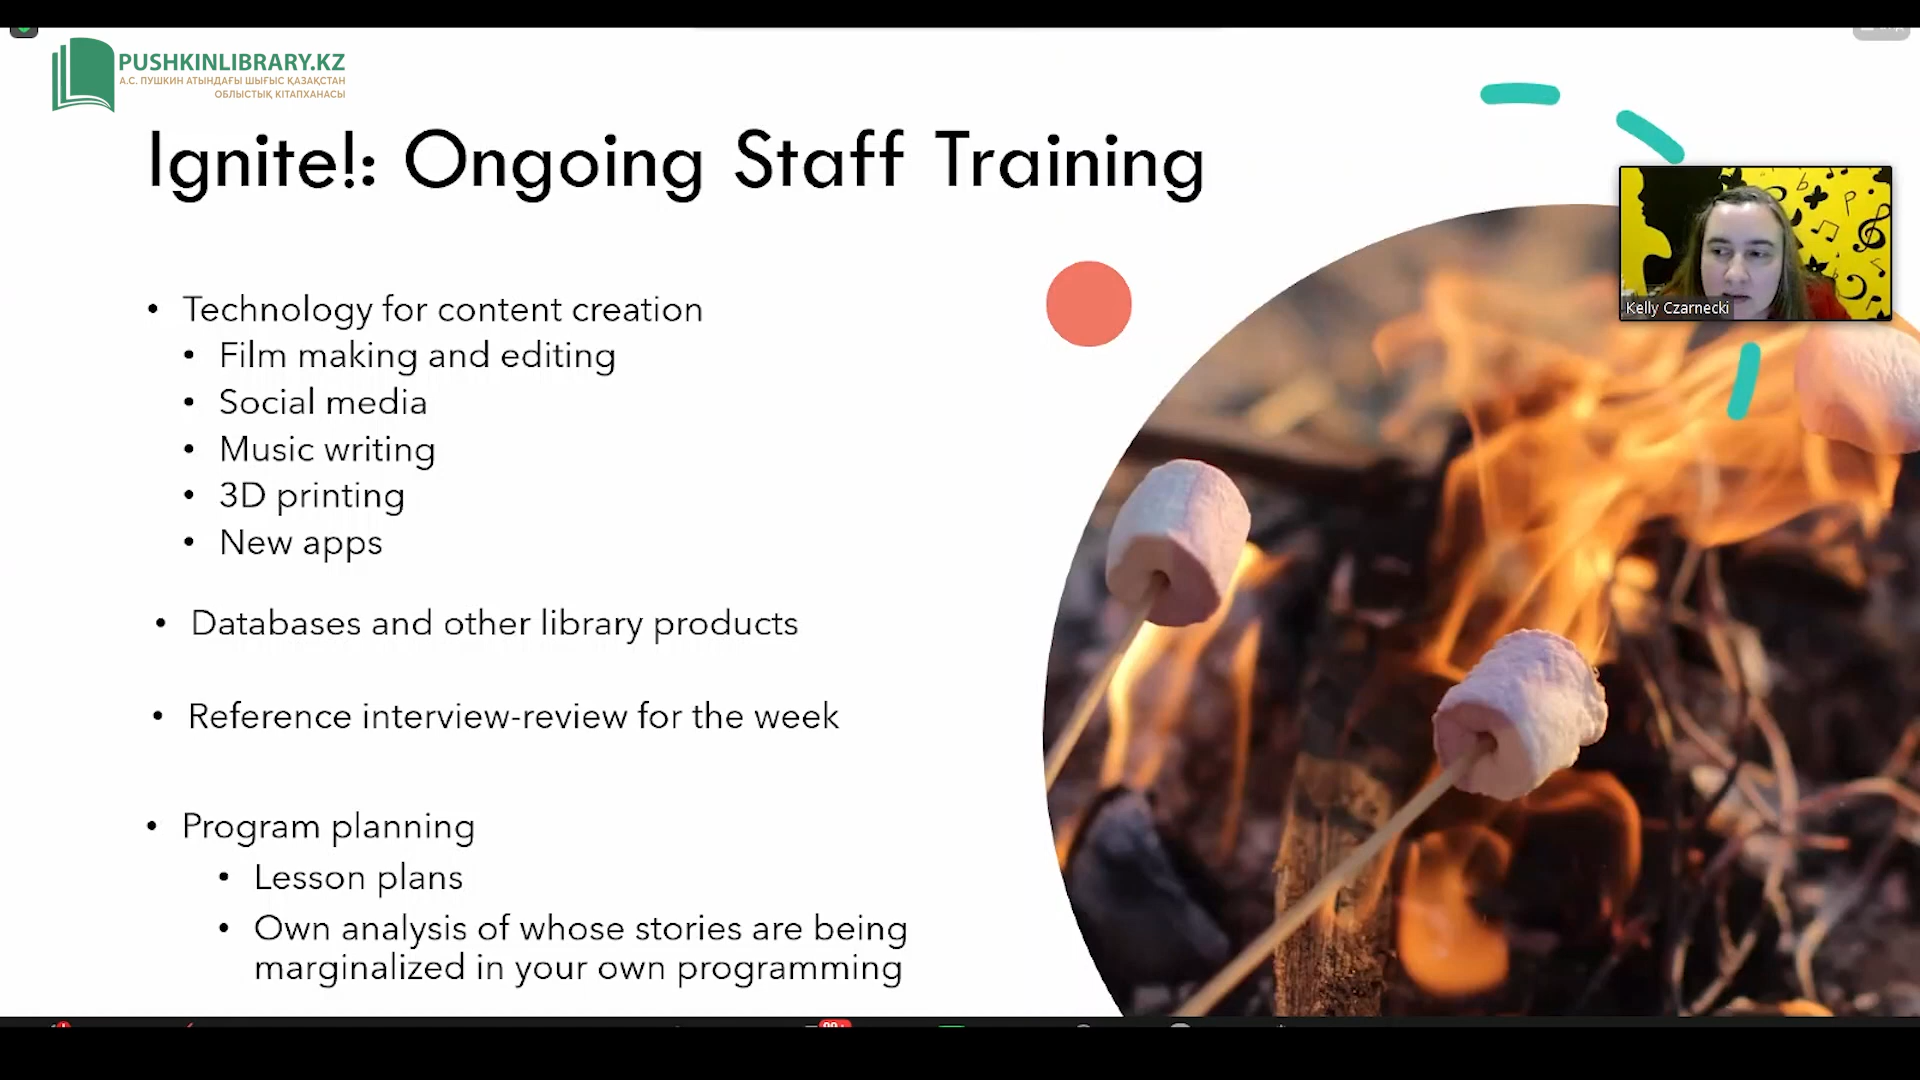 PUSHKINLIBRARY.KZ
А.С. ПУШКИН АТЫНДАҒЫ ШЫҒЫС ҚАЗАҚСТАН
ОБЛЫСТЫҚ КІТАПХАНАСЫ
Ignite!: Ongoing Staff Training
Kelly Czarnecki
• Technology for content creation
• Film making and editing
• Social media
• Music writing
• 3D printing
• New apps
• Databases and other library products
• Reference interview-review for the week
• Program planning
• Lesson plans
• Own analysis of whose stories are being
marginalized in your own programming